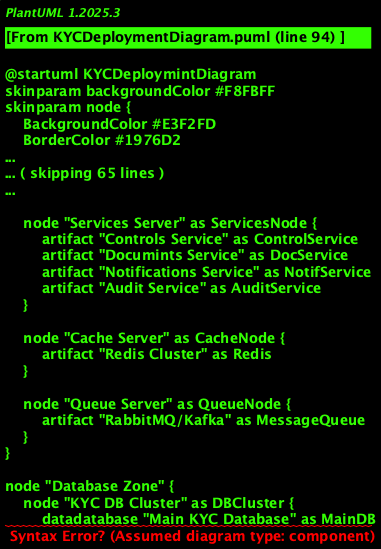 PlantUML 1.2025.3
[From KYCDeploymentDiagram.puml (line 94) ]
@startuml KYCDeploymintDiagram
skinparam backgroundColor #F8FBFF
skinparam node {
BackgroundColor #E3F2FD
BorderColor #1976D2
...
... ( skipping 65 lines )
...
node "Services Server" as ServicesNode {
artifact "Controls Service" as ControlService
artifact "Documints Service" as DocService
artifact "Notifications Service" as NotifService
artifact "Audit Service" as AuditService
}
node "Cache Server" as CacheNode {
artifact "Redis Cluster" as Redis
}
node "Queue Server" as QueueNode {
artifact "RabbitMQ/Kafka" as MessageQueue
}
}
node "Database Zone" {
node "KYC DB Cluster" as DBCluster {
datadatabase "Main KYC Database" as MainDB
Syntax Error? (Assumed diagram type: component)